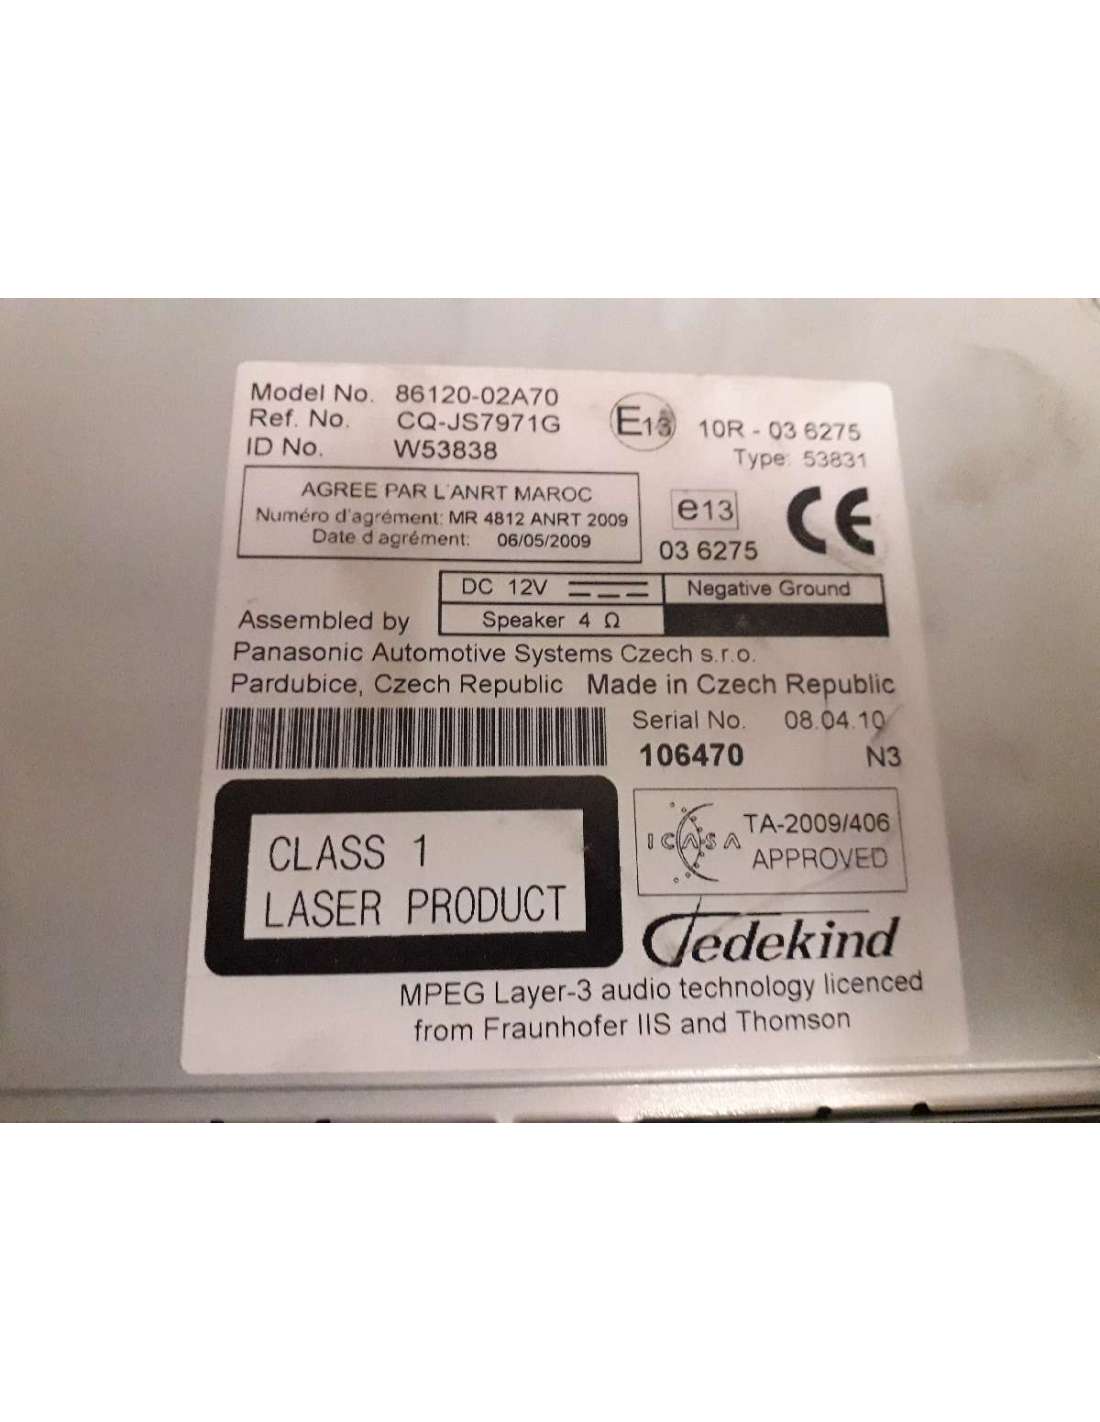 Model No. 86120-02A70
Ref. No. CQ-JS7971G
ID No. W53838
E13
10R - 03 6275
Type: 53831
AGREE PAR L'ANRT MAROC
Numéro d'agrément: MR 4812 ANRT 2009
Date d agrément: 06/05/2009
e13
03 6275
CE
DC 12V
Negative Ground
Speaker 4 Ω
Assembled by
Panasonic Automotive Systems Czech s.r.o.
Pardubice, Czech Republic Made in Czech Republic
Serial No. 08.04.10
106470 N3
CLASS 1
LASER PRODUCT
ICASA
TA-2009/406
APPROVED
Tedekind
MPEG Layer-3 audio technology licenced
from Fraunhofer IIS and Thomson